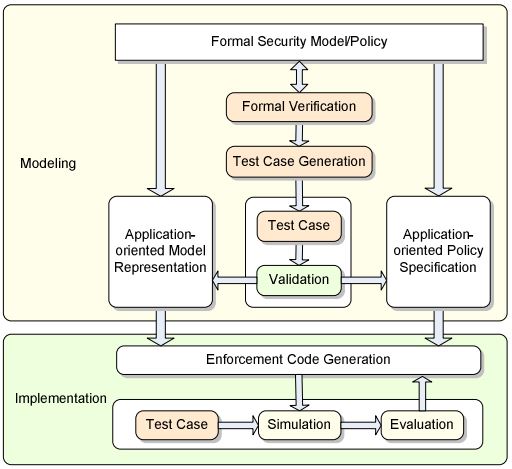 Formal Security Model/Policy
Formal Verification
Test Case Generation
Modeling
Application-
oriented Model
Representation
Test Case
Validation
Application-
oriented Policy
Specification
Enforcement Code Generation
Implementation
Test Case
Simulation
Evaluation